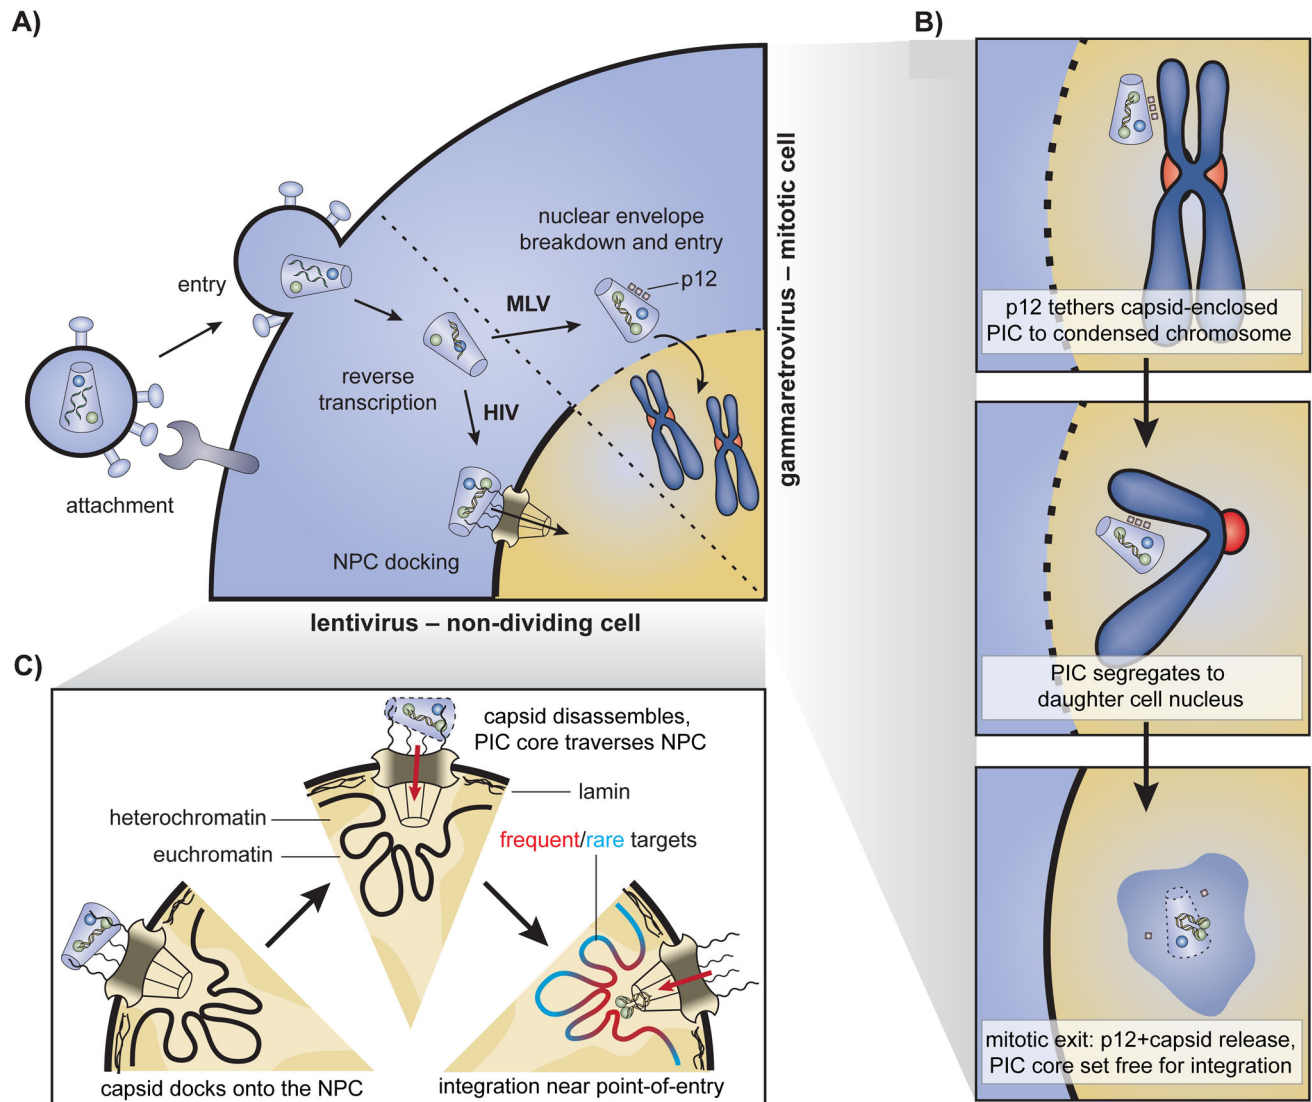 A)
entry
attachment
reverse
transcription
MLV
HIV
nuclear envelope
breakdown and entry
p12
NPC docking
lentivirus – non-dividing cell
gammaretrovirus – mitotic cell
B)
p12 tethers capsid-enclosed
PIC to condensed chromosome
PIC segregates to
daughter cell nucleus
mitotic exit: p12+capsid release,
PIC core set free for integration
C)
capsid disassembles,
PIC core traverses NPC
lamin
heterochromatin
euchromatin
frequent/rare targets
capsid docks onto the NPC
integration near point-of-entry